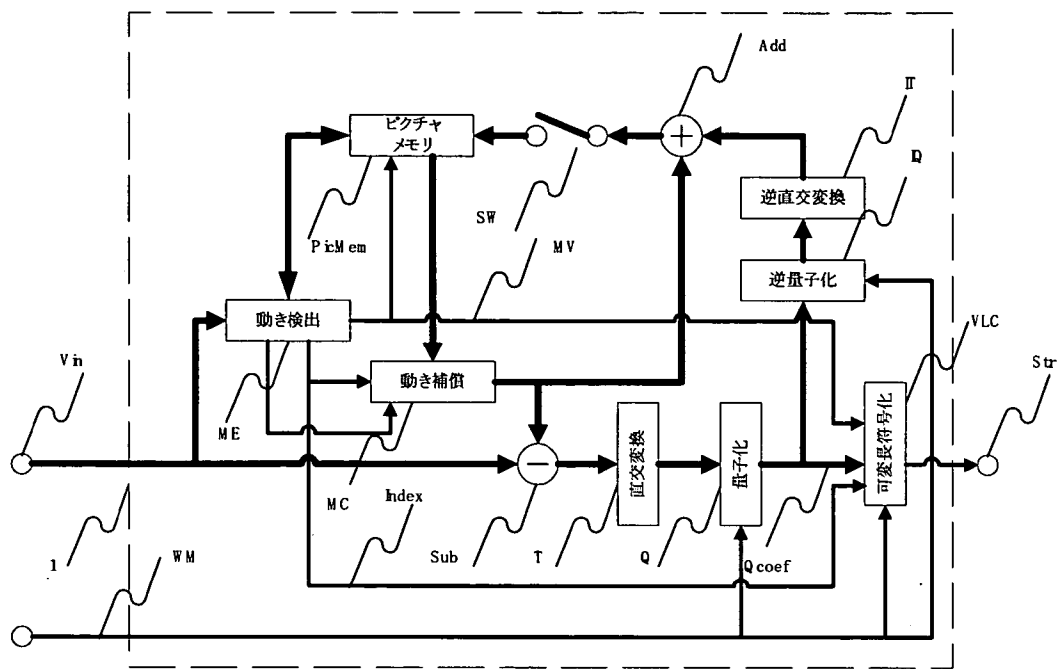 Add
IT
IQ
ピクチャ
メモリ
逆直交変換
PicMem
SW
MV
逆量子化
動き検出
VLC
Vin
Str
動き補償
ME
可変長符号化
直交変換
量子化
MC
Index
1
WM
Sub
T
Q
Qcoef